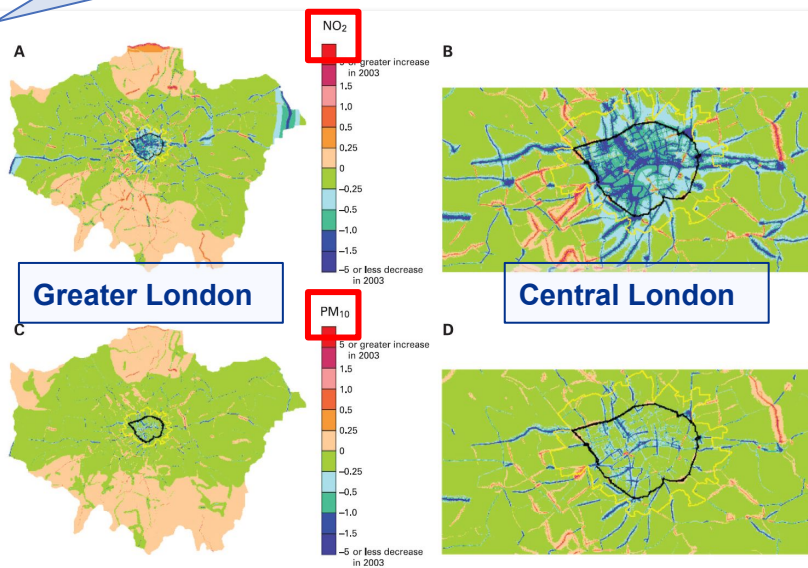 A
NO₂
5 or greater increase
in 2003
1.5
1.0
0.5
0.25
0
−0.25
−0.5
−1.0
−1.5
−5 or less decrease
in 2003
B
Greater London
Central London
C
PM₁₀
5 or greater increase
in 2003
1.5
1.0
0.5
0.25
0
−0.25
−0.5
−1.0
−1.5
−5 or less decrease
in 2003
D